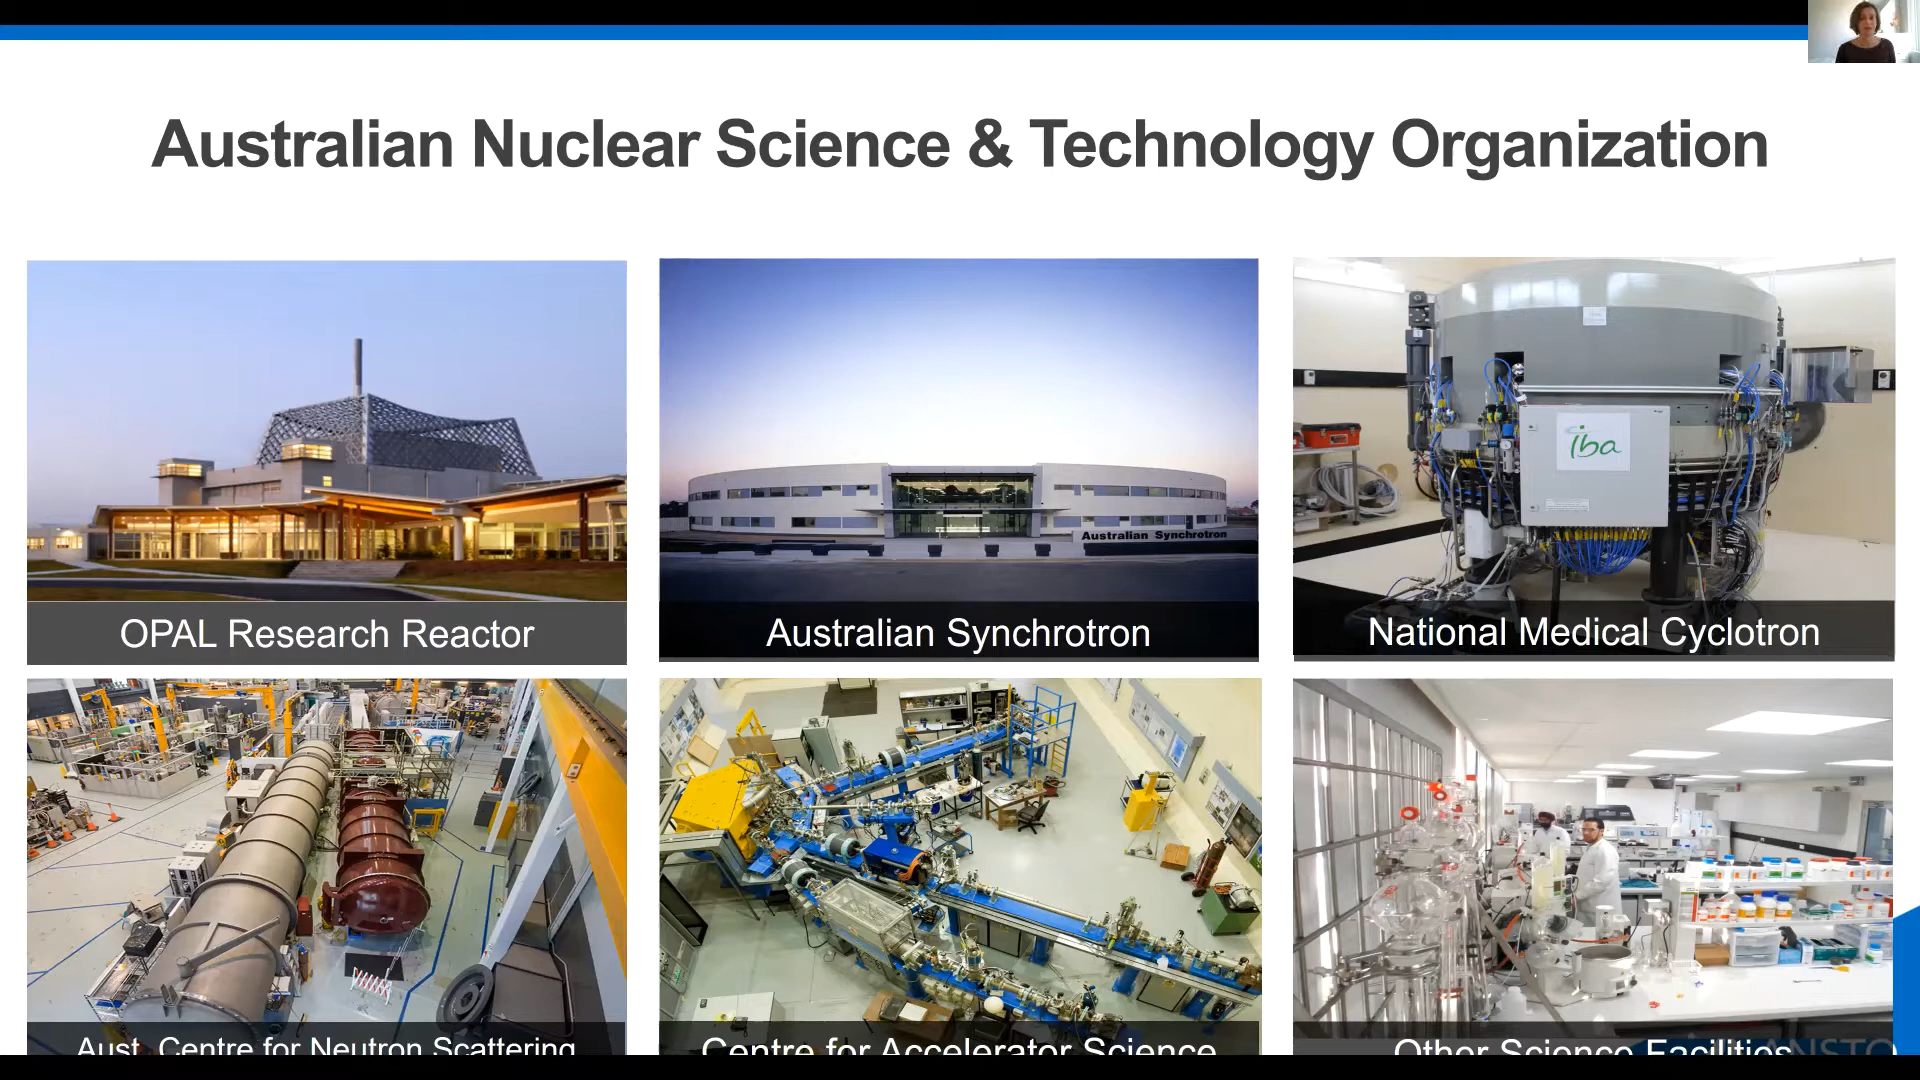 Australian Nuclear Science & Technology Organization
iba
Australian Synchrotron
OPAL Research Reactor
Australian Synchrotron
National Medical Cyclotron
Aust. Centre for Neutron Scattering
Centre for Accelerator Science
Other Science Facilities
ANSTO